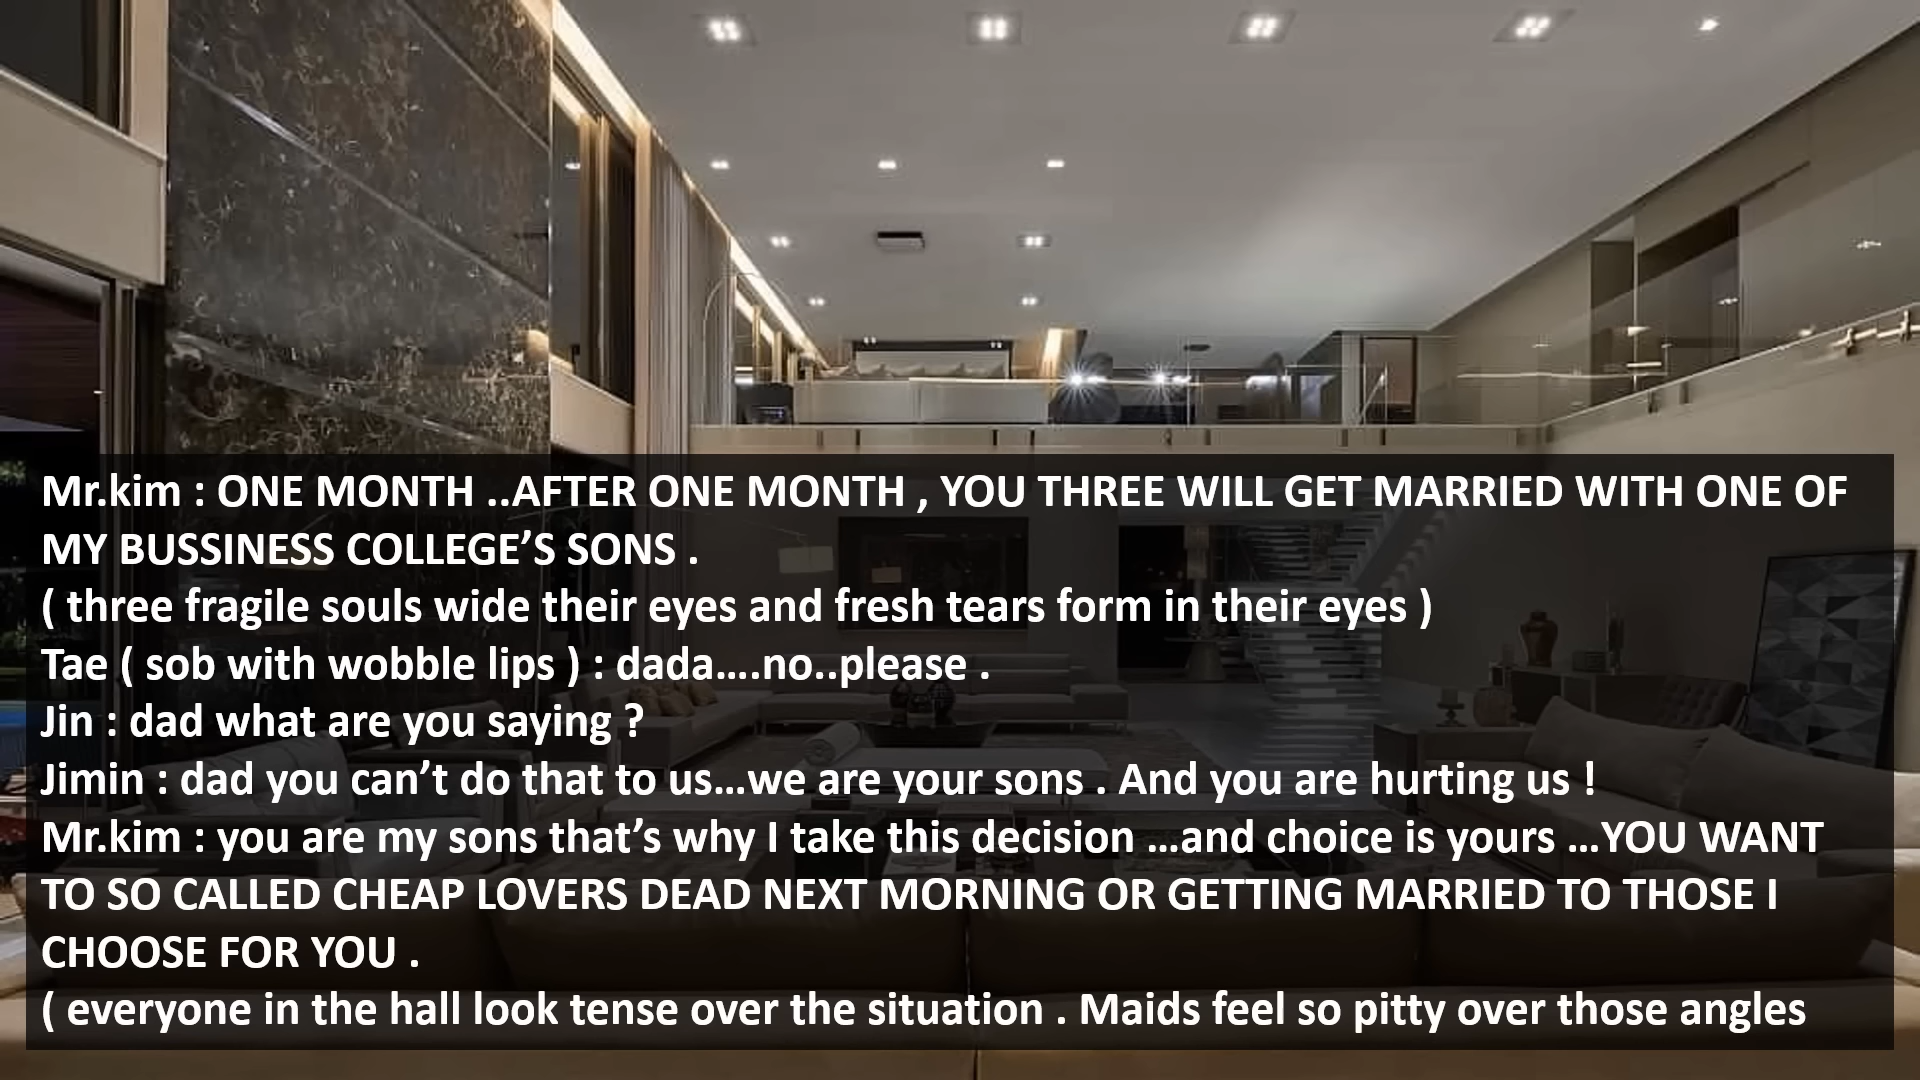 Mr.kim : ONE MONTH ..AFTER ONE MONTH , YOU THREE WILL GET MARRIED WITH ONE OF
MY BUSSINESS COLLEGE’S SONS .
( three fragile souls wide their eyes and fresh tears form in their eyes )
Tae ( sob with wobble lips ) : dada….no..please .
Jin : dad what are you saying ?
Jimin : dad you can’t do that to us…we are your sons . And you are hurting us !
Mr.kim : you are my sons that’s why I take this decision …and choice is yours …YOU WANT
TO SO CALLED CHEAP LOVERS DEAD NEXT MORNING OR GETTING MARRIED TO THOSE I
CHOOSE FOR YOU .
( everyone in the hall look tense over the situation . Maids feel so pitty over those angles